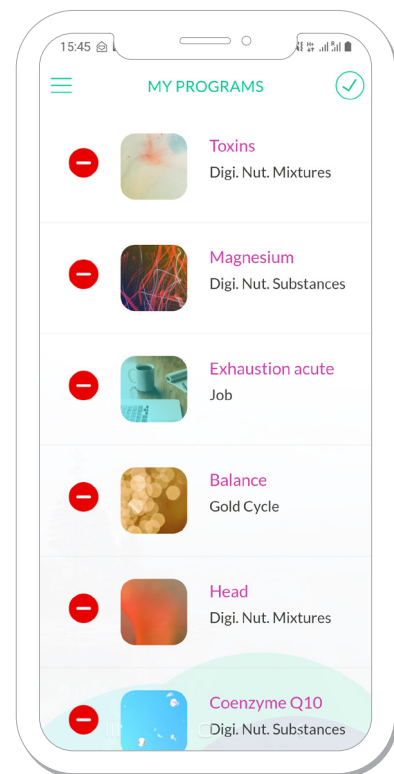 15:45
MY PROGRAMS
Toxins
Digi. Nut. Mixtures
Magnesium
Digi. Nut. Substances
Exhaustion acute
Job
Balance
Gold Cycle
Head
Digi. Nut. Mixtures
Coenzyme Q10
Digi. Nut. Substances